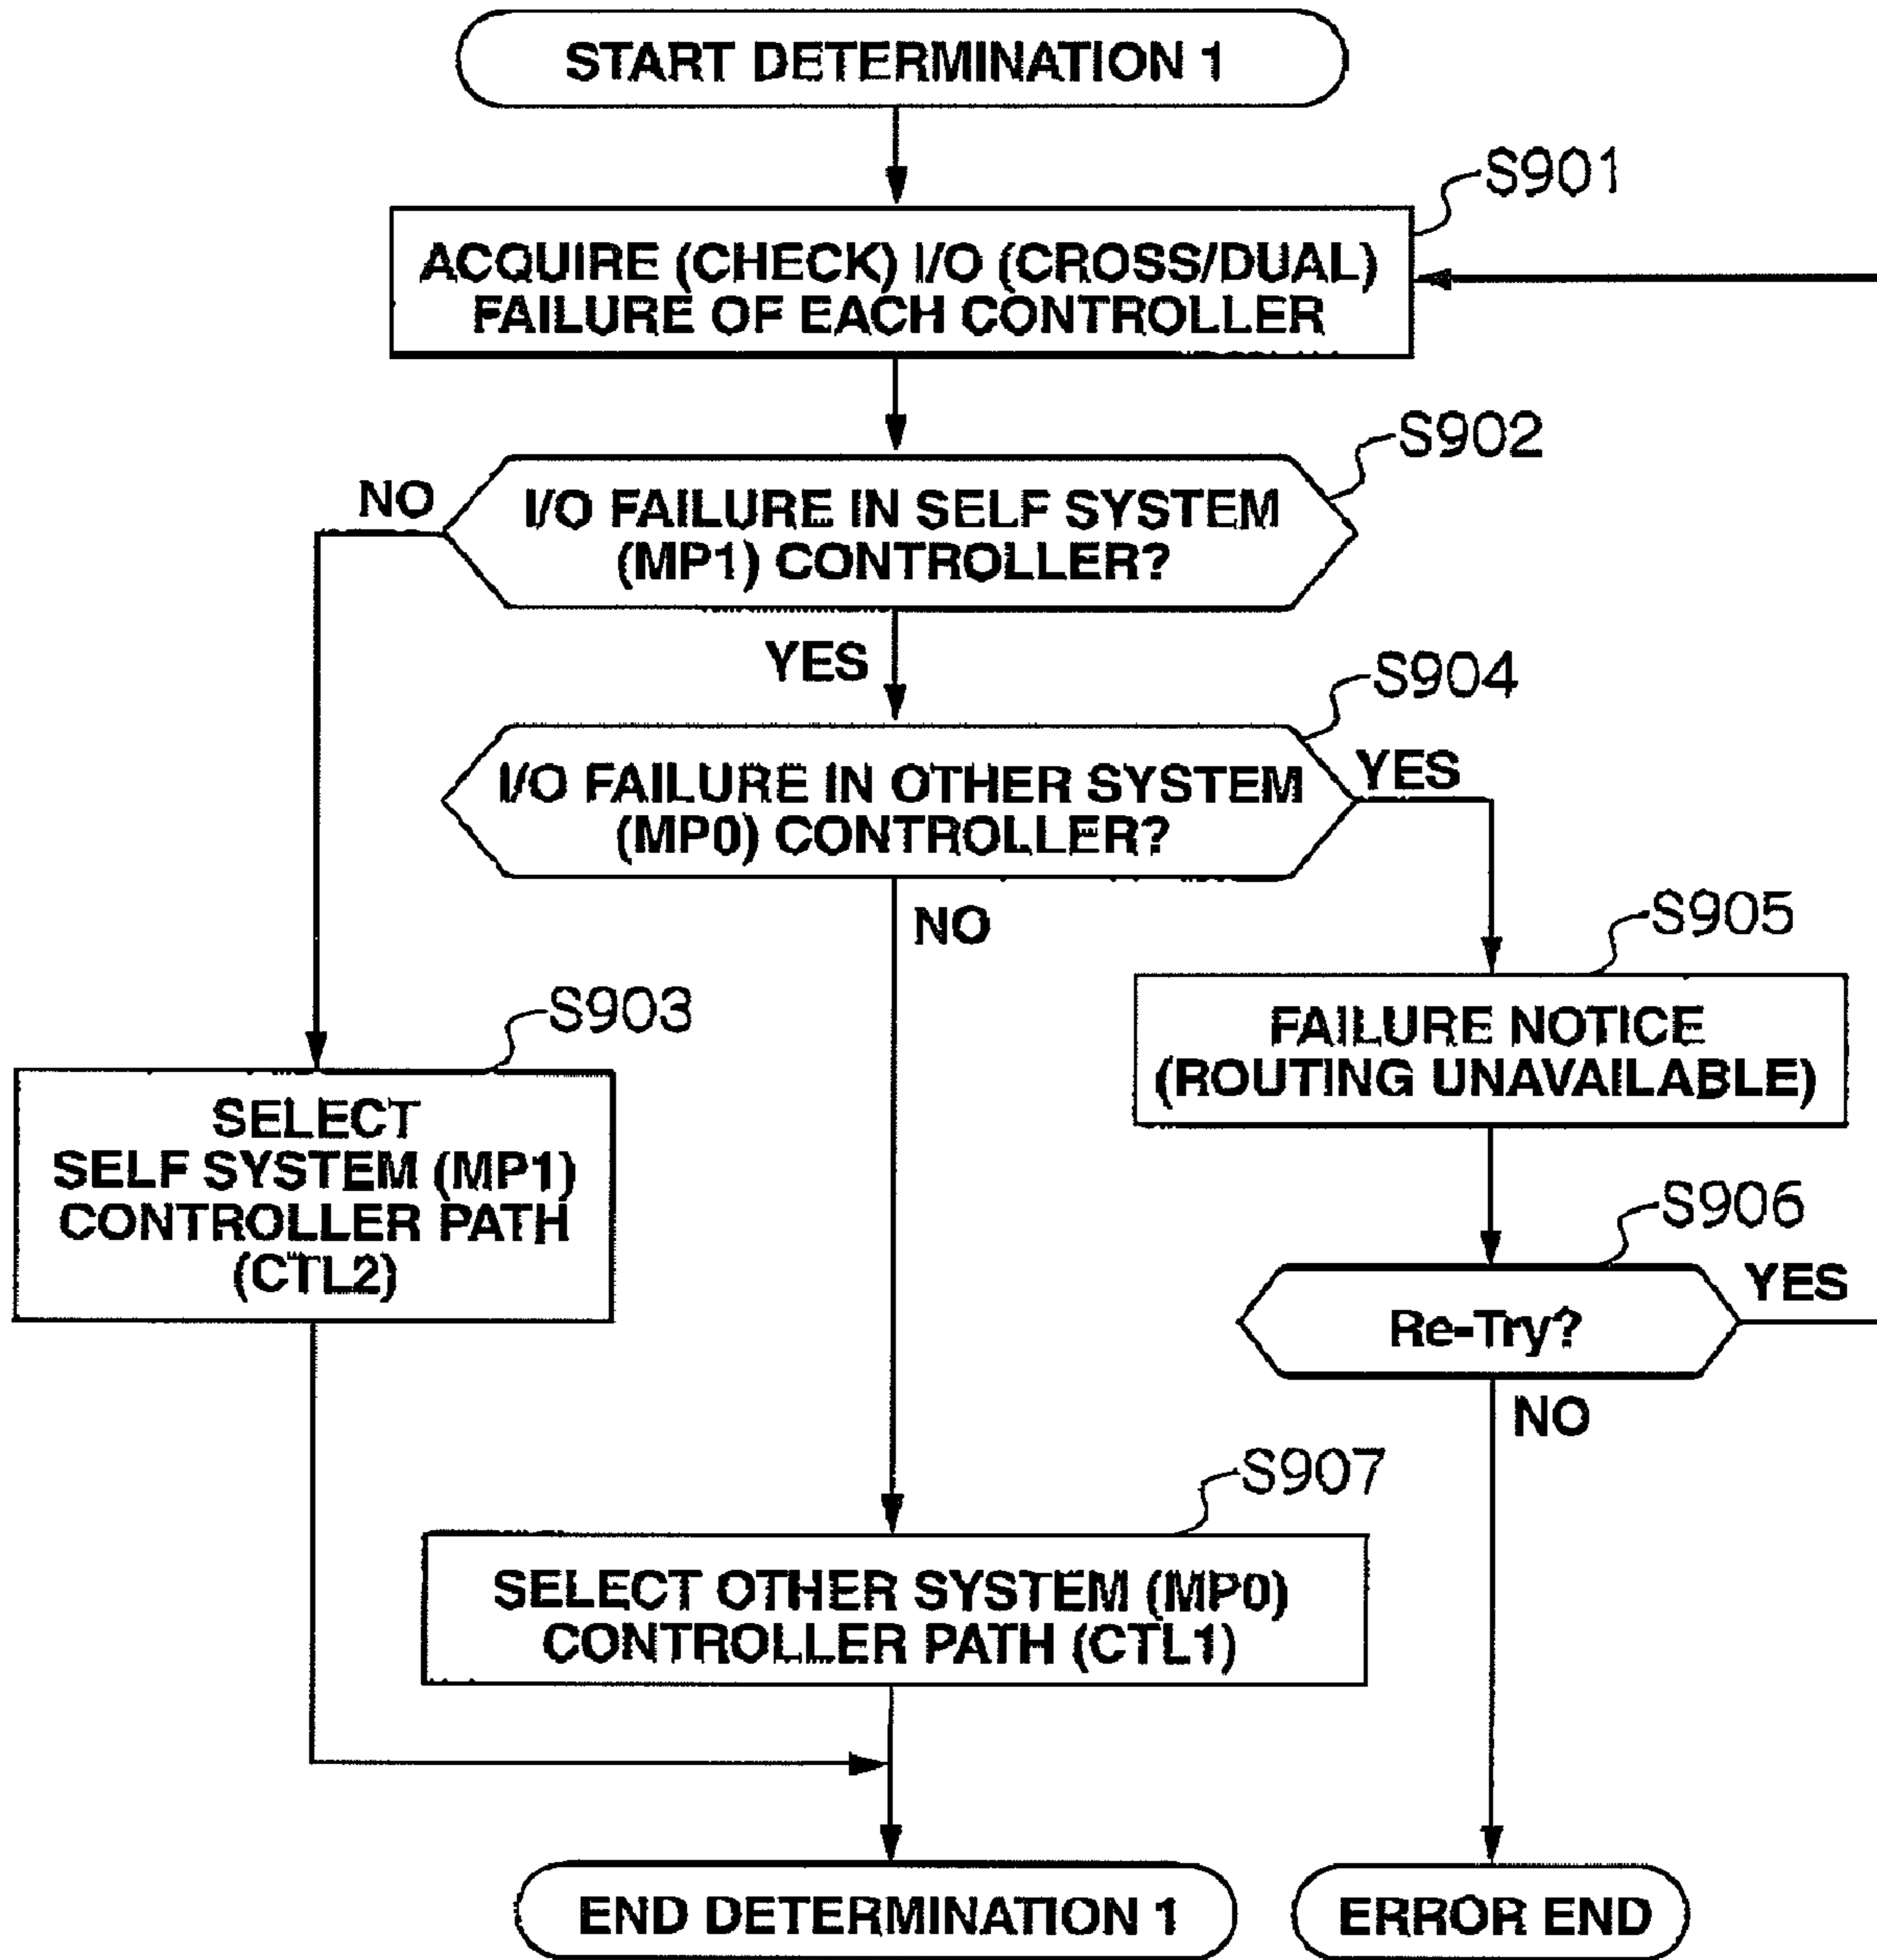 START DETERMINATION 1
S901
ACQUIRE (CHECK) I/O (CROSS/DUAL)
FAILURE OF EACH CONTROLLER
S902
NO
I/O FAILURE IN SELF SYSTEM
(MP1) CONTROLLER?
YES
S904
I/O FAILURE IN OTHER SYSTEM
(MP0) CONTROLLER?
YES
NO
S905
FAILURE NOTICE
(ROUTING UNAVAILABLE)
S903
SELECT
SELF SYSTEM (MP1)
CONTROLLER PATH
(CTL2)
S906
Re-Try?
YES
NO
S907
SELECT OTHER SYSTEM (MP0)
CONTROLLER PATH (CTL1)
END DETERMINATION 1
ERROR END